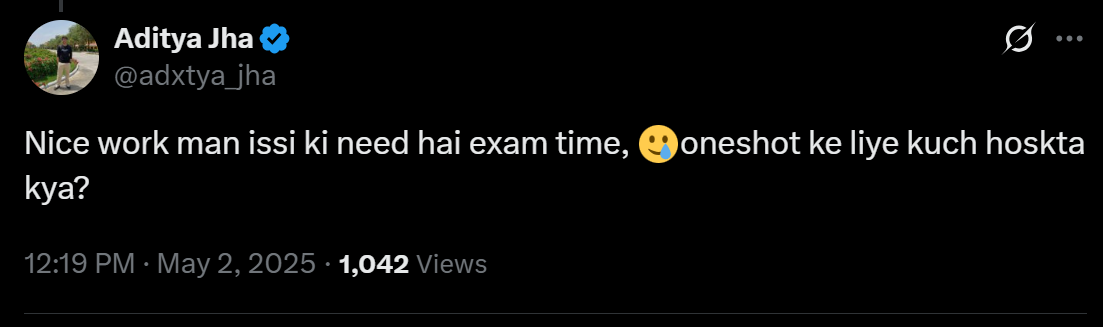 Aditya Jha
@adxtya_jha
Nice work man issi ki need hai exam time, 🥲oneshot ke liye kuch hoskta
kya?
12:19 PM · May 2, 2025 · 1,042 Views